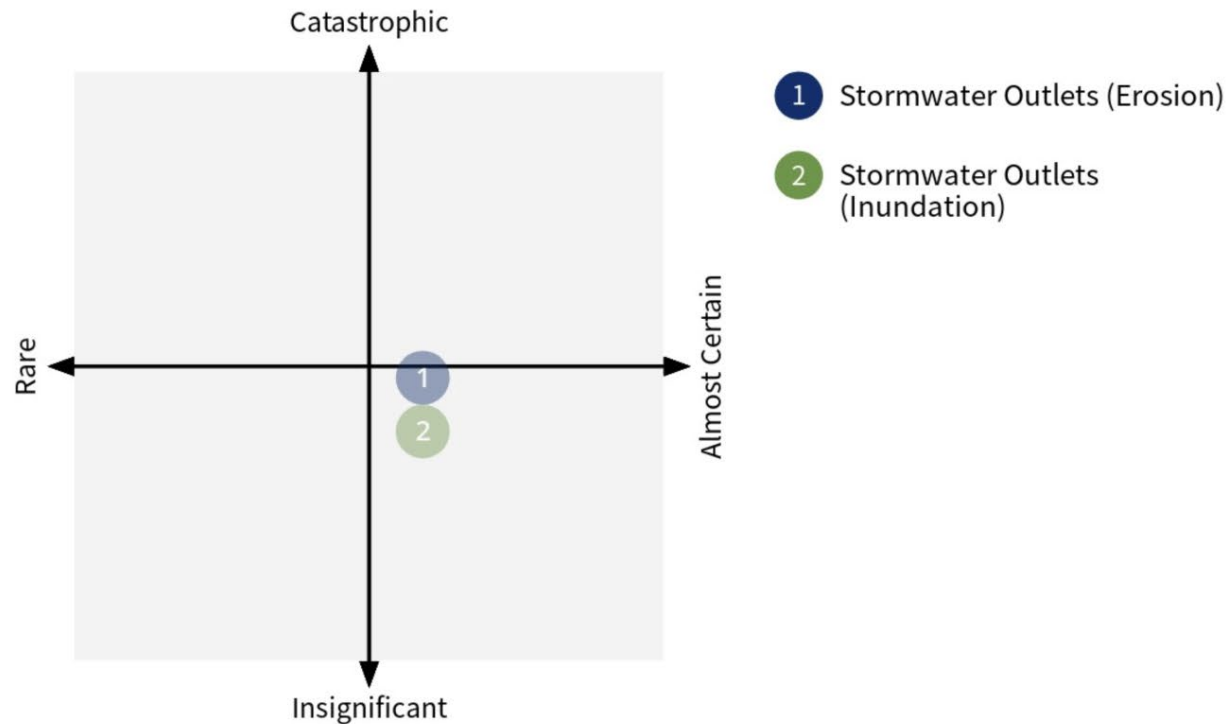 Catastrophic
1 Stormwater Outlets (Erosion)
2 Stormwater Outlets
(Inundation)
Rare
Almost Certain
1
2
Insignificant